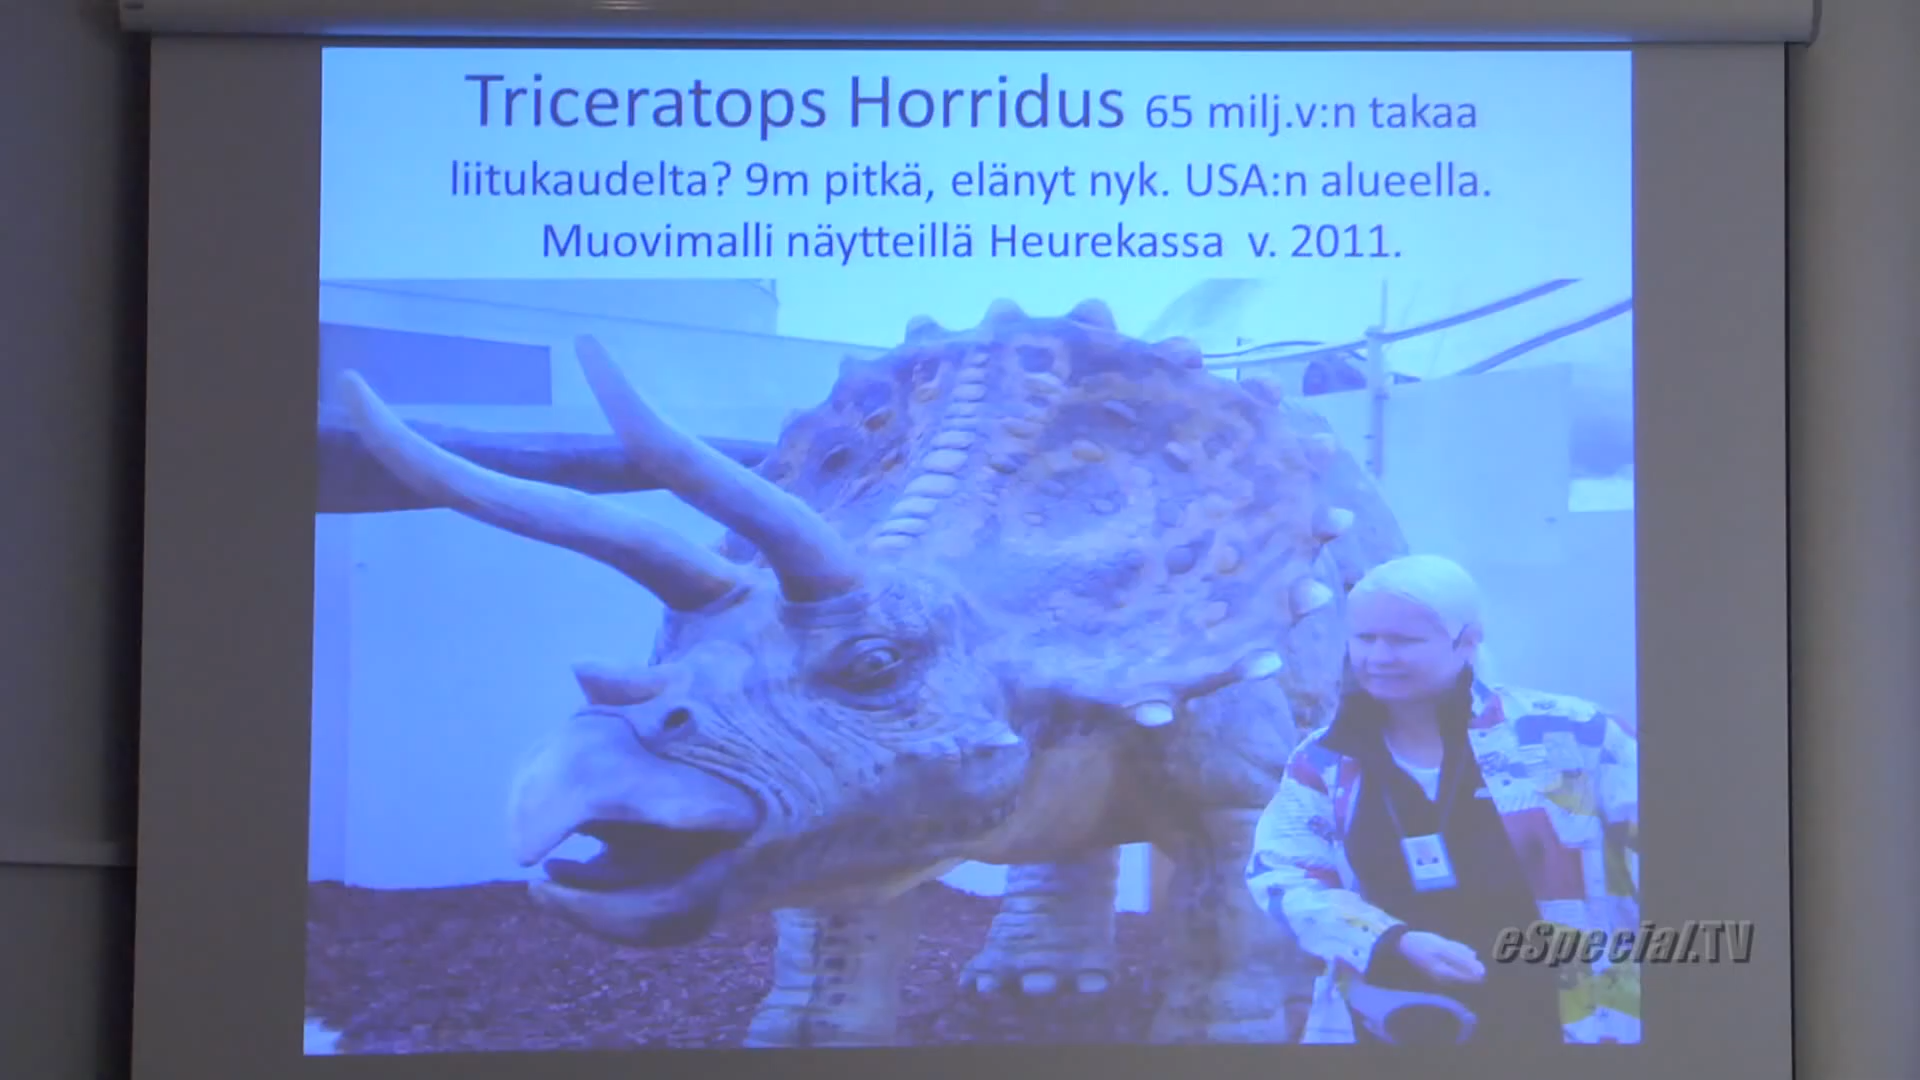 Triceratops Horridus 65 milj.v:n takaa
liitukaudelta? 9m pitkä, elänyt nyk. USA:n alueella.
Muovimalli näytteillä Heurekassa v. 2011.
eSpecial.TV